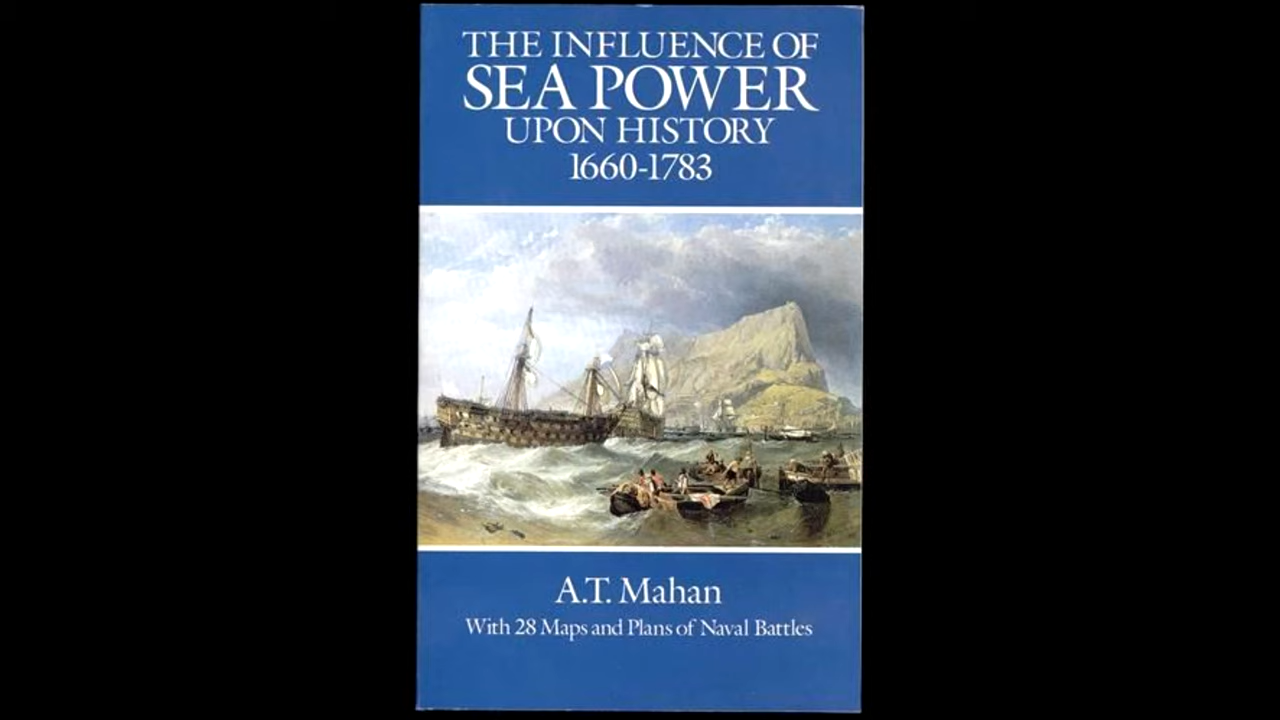 THE INFLUENCE OF
SEA POWER
UPON HISTORY
1660-1783
A.T. Mahan
With 28 Maps and Plans of Naval Battles